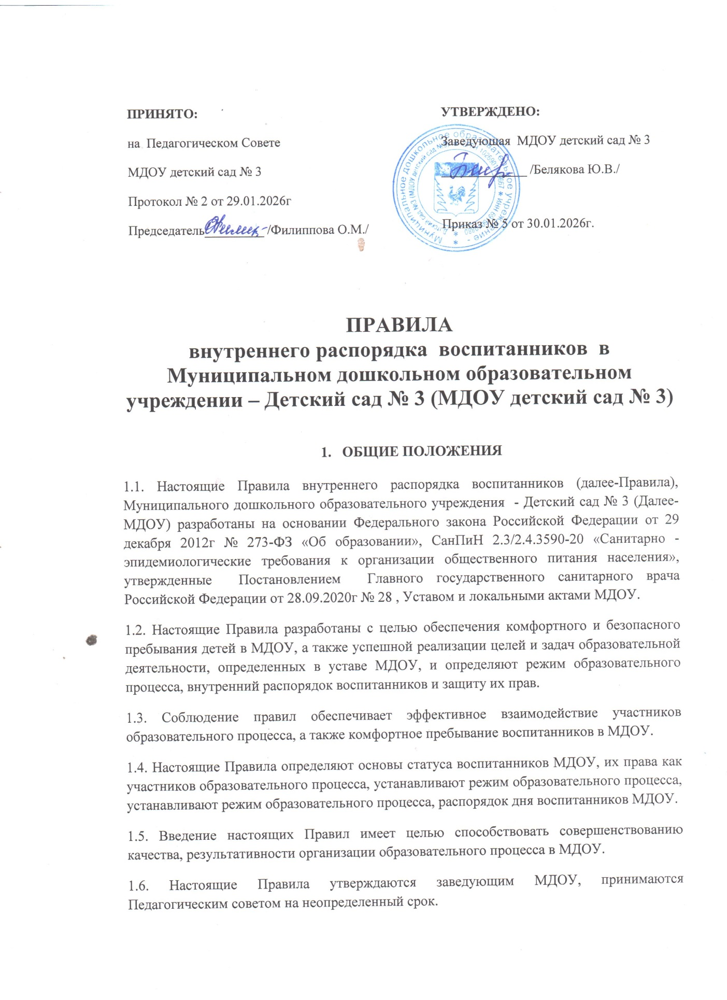 ПРИНЯТО:
на Педагогическом Совете
МДОУ детский сад № 3
Протокол № 2 от 29.01.2026г
Председатель /Филиппова О.М./
УТВЕРЖДЕНО:
Заведующая МДОУ детский сад № 3
/Белякова Ю.В./
Приказ № 5 от 30.01.2026г.
Муниципальное дошкольное образовательное учреждение -
ПРАВИЛА
внутреннего распорядка воспитанников в
Муниципальном дошкольном образовательном
учреждении – Детский сад № 3 (МДОУ детский сад № 3)
1. ОБЩИЕ ПОЛОЖЕНИЯ
1.1. Настоящие Правила внутреннего распорядка воспитанников (далее-Правила),
Муниципального дошкольного образовательного учреждения - Детский сад № 3 (Далее-
МДОУ) разработаны на основании Федерального закона Российской Федерации от 29
декабря 2012г № 273-ФЗ «Об образовании», СанПиН 2.3/2.4.3590-20 «Санитарно -
эпидемиологические требования к организации общественного питания населения»,
утвержденные Постановлением Главного государственного санитарного врача
Российской Федерации от 28.09.2020г № 28 , Уставом и локальными актами МДОУ.
1.2. Настоящие Правила разработаны с целью обеспечения комфортного и безопасного
пребывания детей в МДОУ, а также успешной реализации целей и задач образовательной
деятельности, определенных в уставе МДОУ, и определяют режим образовательного
процесса, внутренний распорядок воспитанников и защиту их прав.
1.3. Соблюдение правил обеспечивает эффективное взаимодействие участников
образовательного процесса, а также комфортное пребывание воспитанников в МДОУ.
1.4. Настоящие Правила определяют основы статуса воспитанников МДОУ, их права как
участников образовательного процесса, устанавливают режим образовательного процесса,
устанавливают режим образовательного процесса, распорядок дня воспитанников МДОУ.
1.5. Введение настоящих Правил имеет целью способствовать совершенствованию
качества, результативности организации образовательного процесса в МДОУ.
1.6. Настоящие Правила утверждаются заведующим МДОУ, принимаются
Педагогическим советом на неопределенный срок.